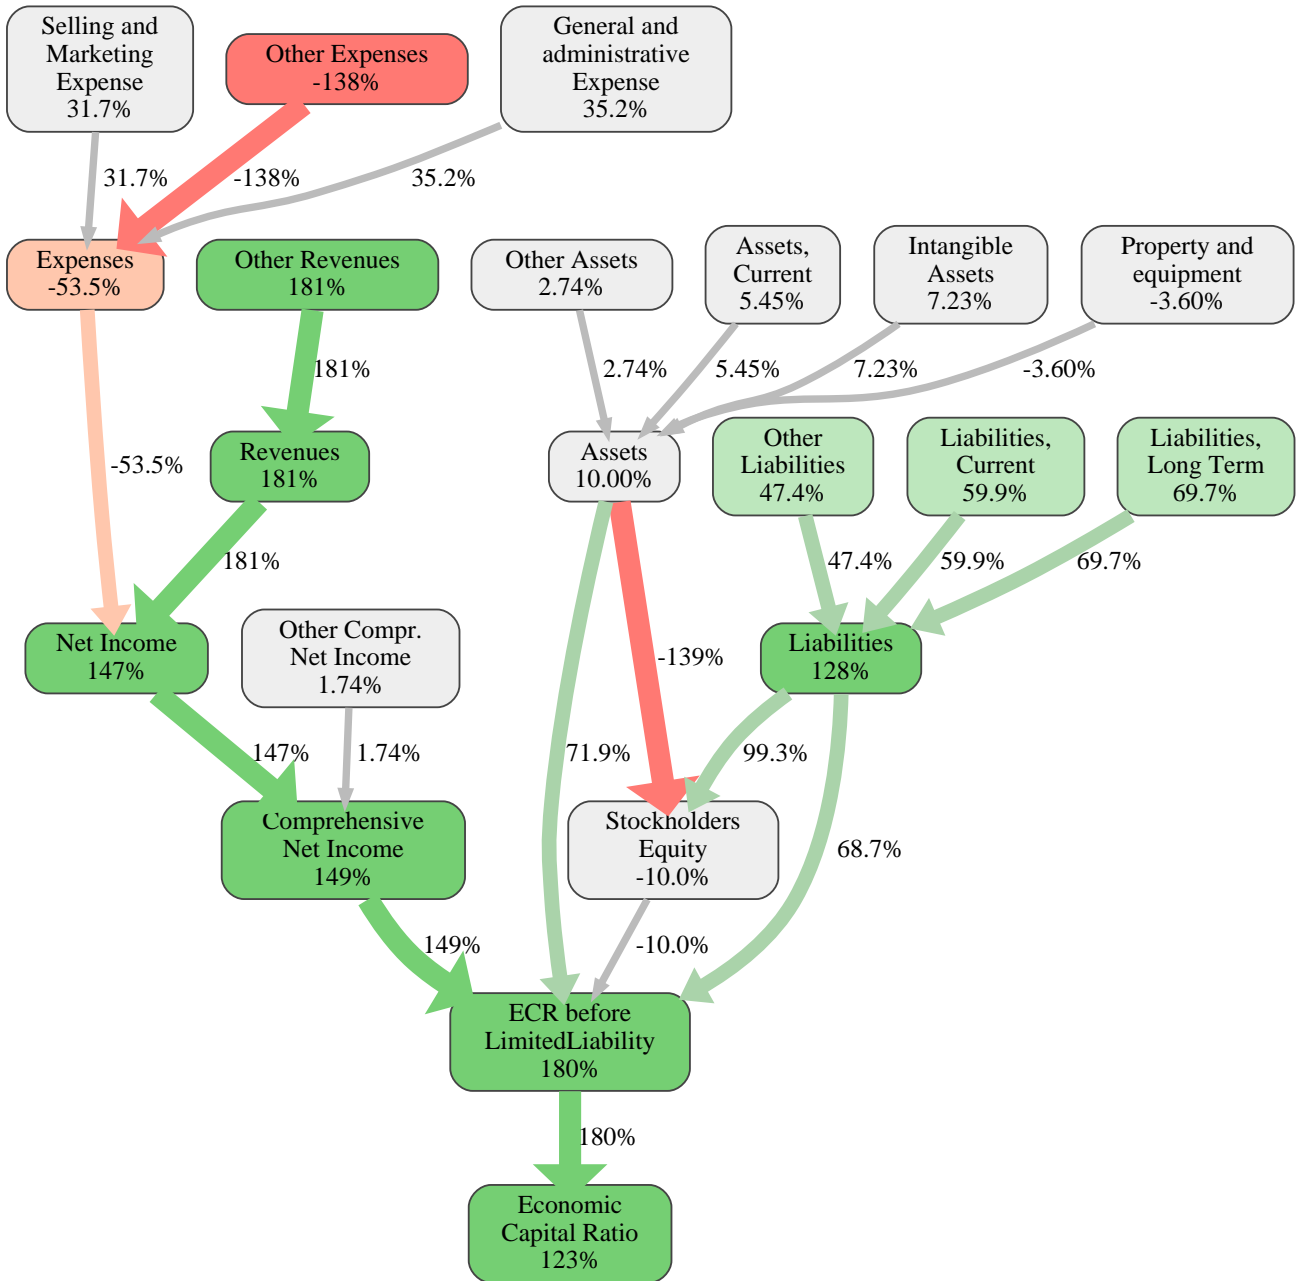 Selling and
Marketing
Expense
31.7%
Other Expenses
-138%
General and
administrative
Expense
35.2%
31.7%
-138%
35.2%
Expenses
-53.5%
Other Revenues
181%
Other Assets
2.74%
Assets,
Current
5.45%
Intangible
Assets
7.23%
Property and
equipment
-3.60%
181%
2.74%
5.45%
7.23%
-3.60%
-53.5%
Revenues
181%
Assets
10.00%
Other
Liabilities
47.4%
Liabilities,
Current
59.9%
Liabilities,
Long Term
69.7%
181%
47.4%
59.9%
69.7%
Net Income
147%
Other Compr.
Net Income
1.74%
-139%
Liabilities
128%
147%
1.74%
71.9%
99.3%
Comprehensive
Net Income
149%
Stockholders
Equity
-10.0%
68.7%
149%
-10.0%
ECR before
LimitedLiability
180%
180%
Economic
Capital Ratio
123%